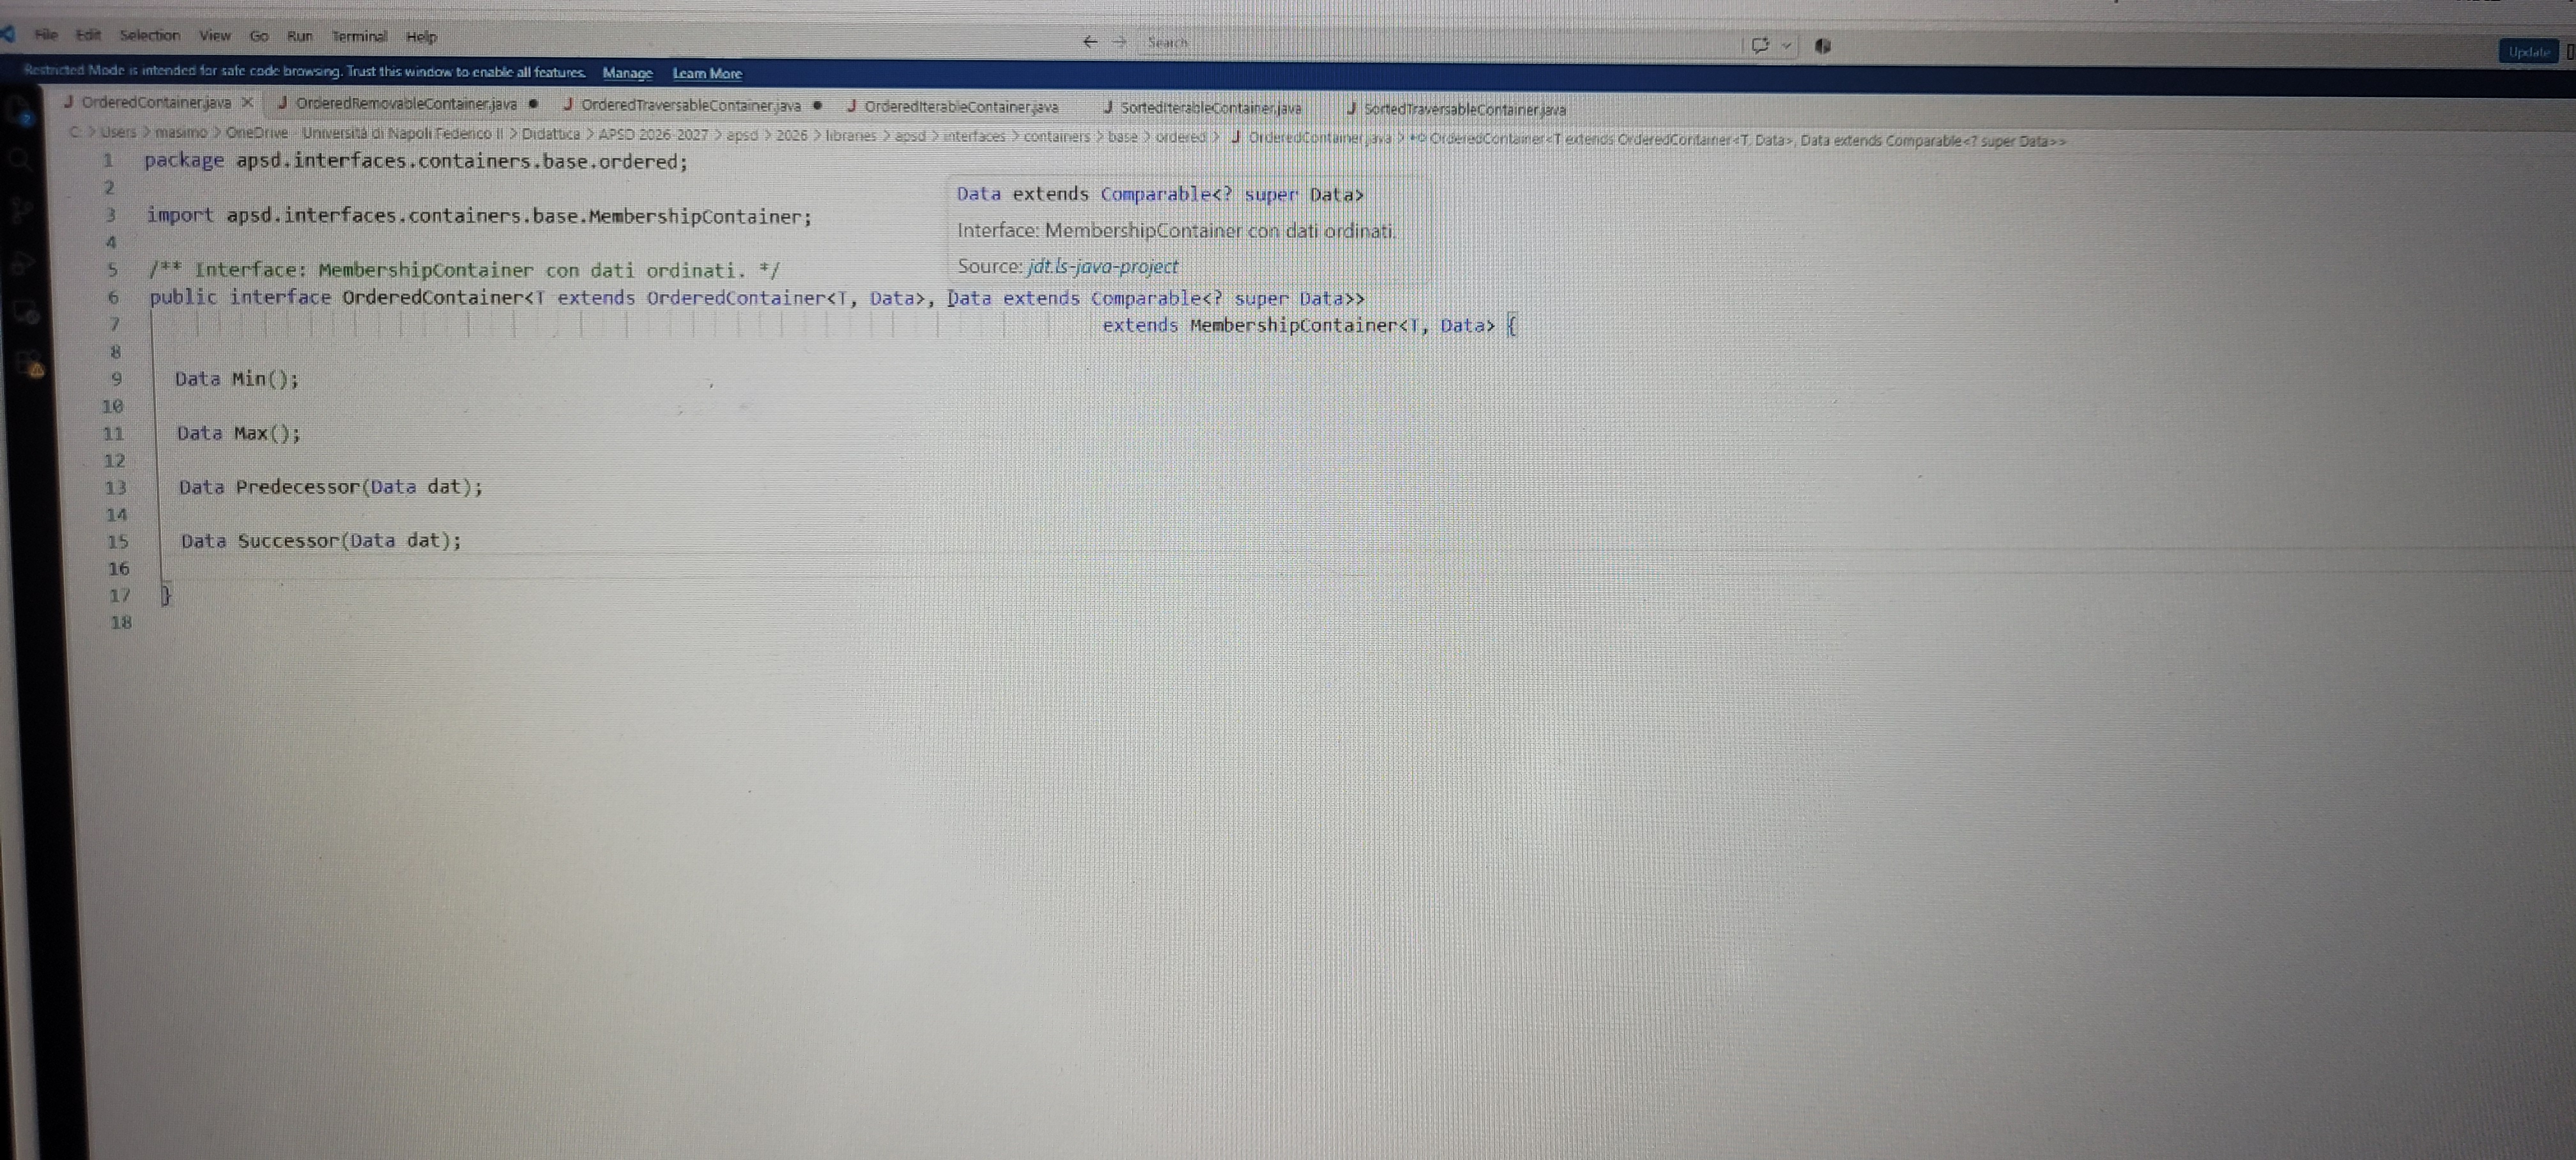 File Edit Selection View Go Run Terminal Help
Search
Update
Restricted Mode is intended for safe code browsing. Trust this window to enable all features. Manage Learn More
OrderedContainer.java OrderedRemovableContainer.java OrderedTraversableContainer.java OrderedIterableContainer.java SortedIterableContainer.java SortedTraversableContainer.java
C: > Users > masimo > OneDrive - Università di Napoli Federico II > Didattica > APSD 2026-2027 > apsd > 2026 > libraries > apsd > interfaces > containers > base > ordered > OrderedContainer.java > OrderedContainer<T extends OrderedContainer<T, Data>, Data extends Comparable<? super Data>>
1 package apsd.interfaces.containers.base.ordered;
2
3 import apsd.interfaces.containers.base.MembershipContainer;
4
5 /** Interface: MembershipContainer con dati ordinati. */
6 public interface OrderedContainer<T extends OrderedContainer<T, Data>, Data extends Comparable<? super Data>>
7 extends MembershipContainer<T, Data> {
8
9 Data Min();
10
11 Data Max();
12
13 Data Predecessor(Data dat);
14
15 Data Successor(Data dat);
16
17 }
18
Data extends Comparable<? super Data>
Interface: MembershipContainer con dati ordinati.
Source: jdt.ls-java-project